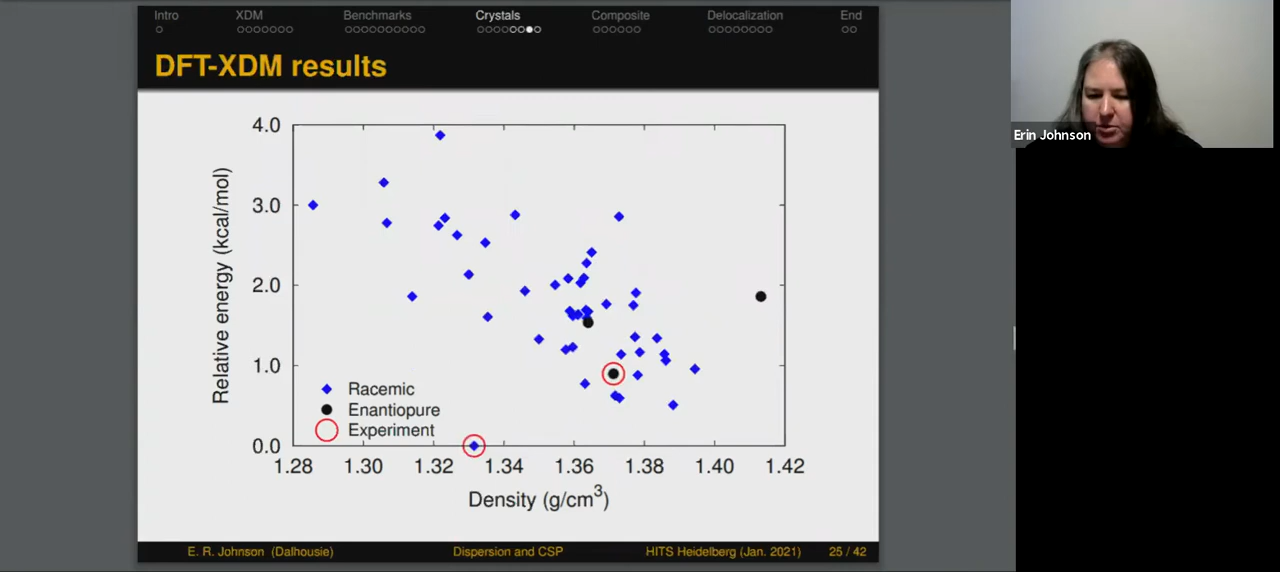 Intro XDM Benchmarks Crystals Composite Delocalization End
DFT-XDM results
Erin Johnson
4.0
3.0
2.0
1.0
0.0
Relative energy (kcal/mol)
Racemic
Enantiopure
Experiment
1.28 1.30 1.32 1.34 1.36 1.38 1.40 1.42
Density (g/cm³)
E. R. Johnson (Dalhousie) Dispersion and CSP HITS Heidelberg (Jan. 2021) 25 / 42